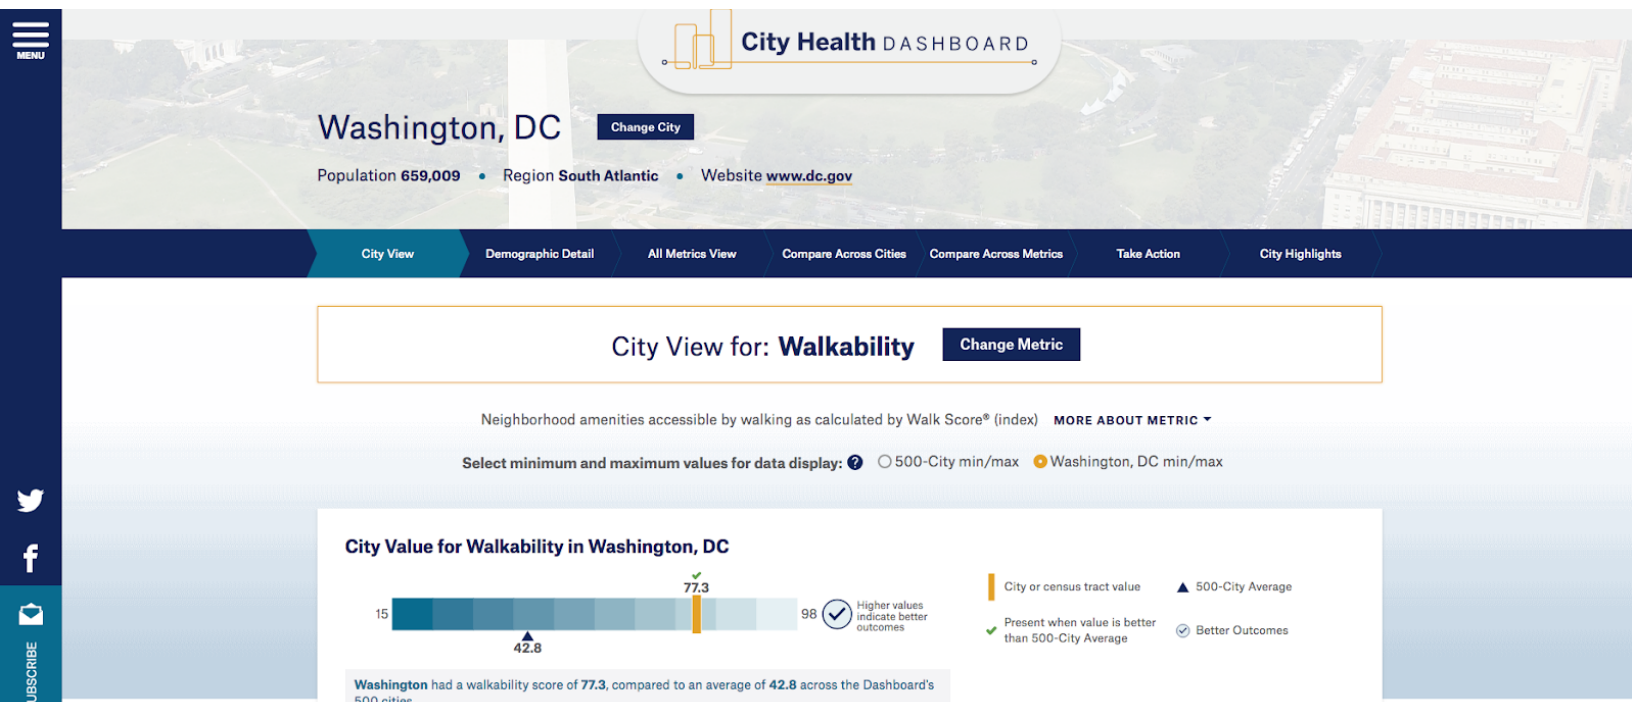 MENU
City Health DASHBOARD
Washington, DC
Change City
Population 659,009 • Region South Atlantic • Website www.dc.gov
City View
Demographic Detail
All Metrics View
Compare Across Cities
Compare Across Metrics
Take Action
City Highlights
City View for: Walkability
Change Metric
Neighborhood amenities accessible by walking as calculated by Walk Score® (index) MORE ABOUT METRIC
Select minimum and maximum values for data display: ? 500-City min/max Washington, DC min/max
City Value for Walkability in Washington, DC
77.3
15
98
Higher values
indicate better
outcomes
42.8
City or census tract value
500-City Average
Present when value is better
than 500-City Average
Better Outcomes
Washington had a walkability score of 77.3, compared to an average of 42.8 across the Dashboard's
500 cities
UBSCRIBE